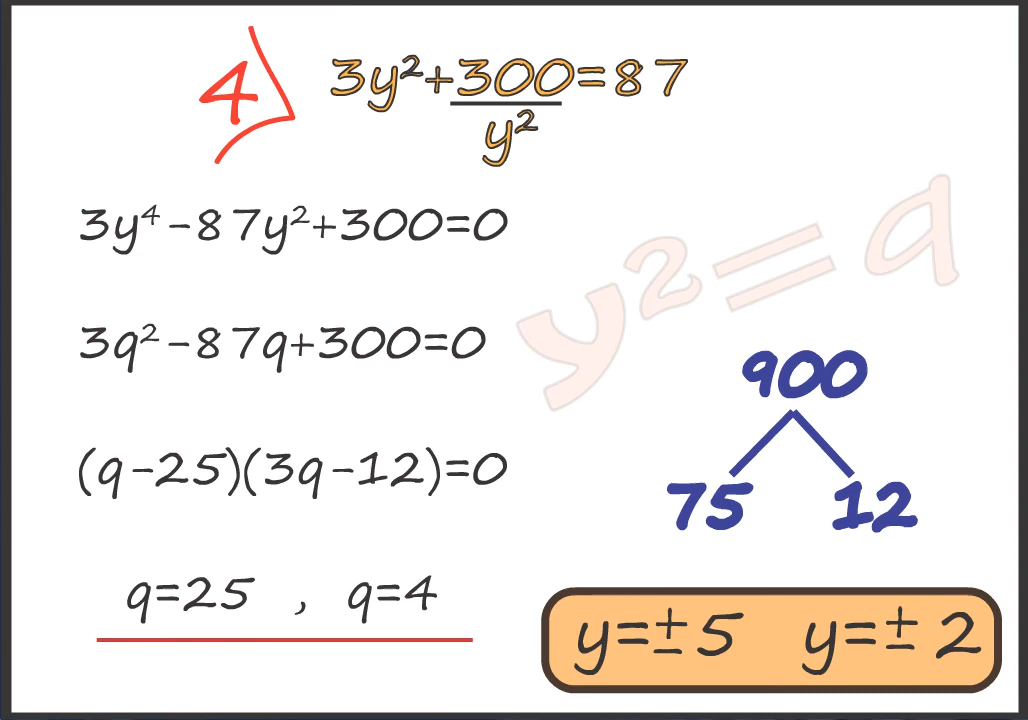 4) 3y²+300/y²=87
3y⁴-87y²+300=0
y²=q
3q²-87q+300=0
900
(q-25)(3q-12)=0
75 12
q=25 , q=4
y=±5 y=±2